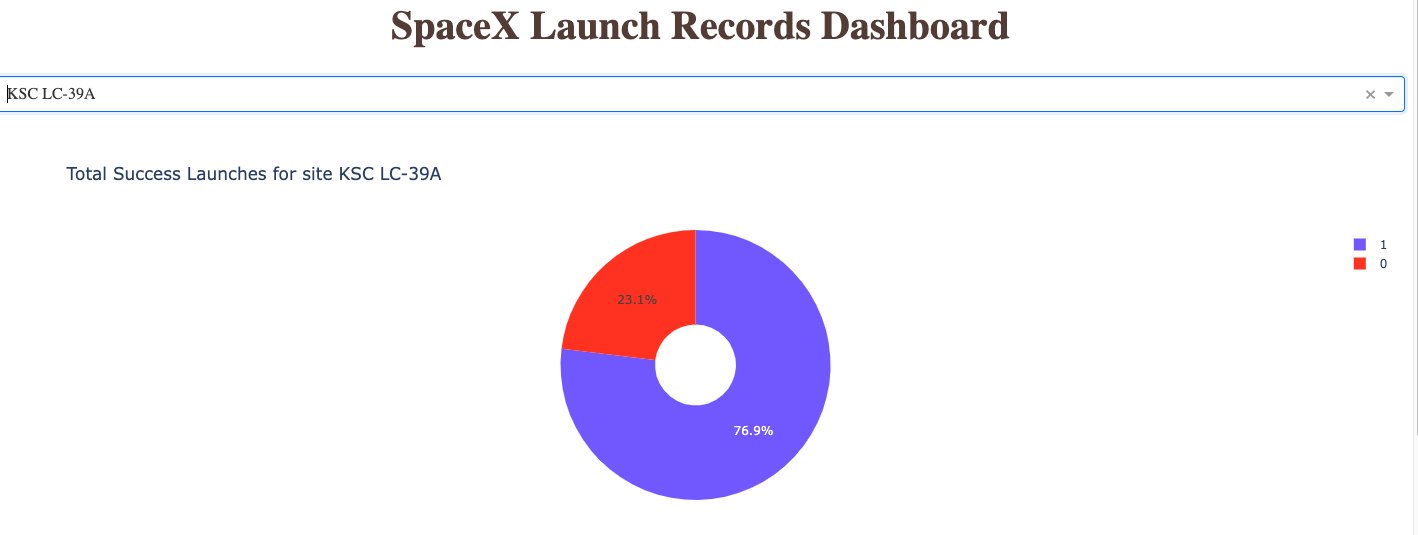 SpaceX Launch Records Dashboard
KSC LC-39A
Total Success Launches for site KSC LC-39A
1
0
23.1%
76.9%